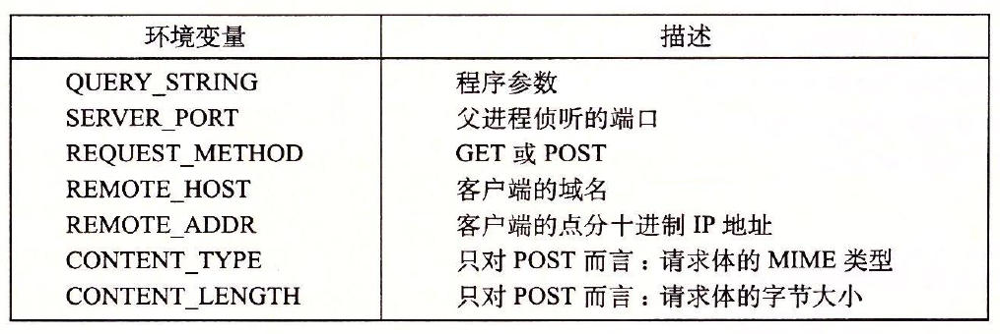 环境变量 描述
QUERY_STRING 程序参数
SERVER_PORT 父进程侦听的端口
REQUEST_METHOD GET 或 POST
REMOTE_HOST 客户端的域名
REMOTE_ADDR 客户端的点分十进制 IP 地址
CONTENT_TYPE 只对 POST 而言：请求体的 MIME 类型
CONTENT_LENGTH 只对 POST 而言：请求体的字节大小